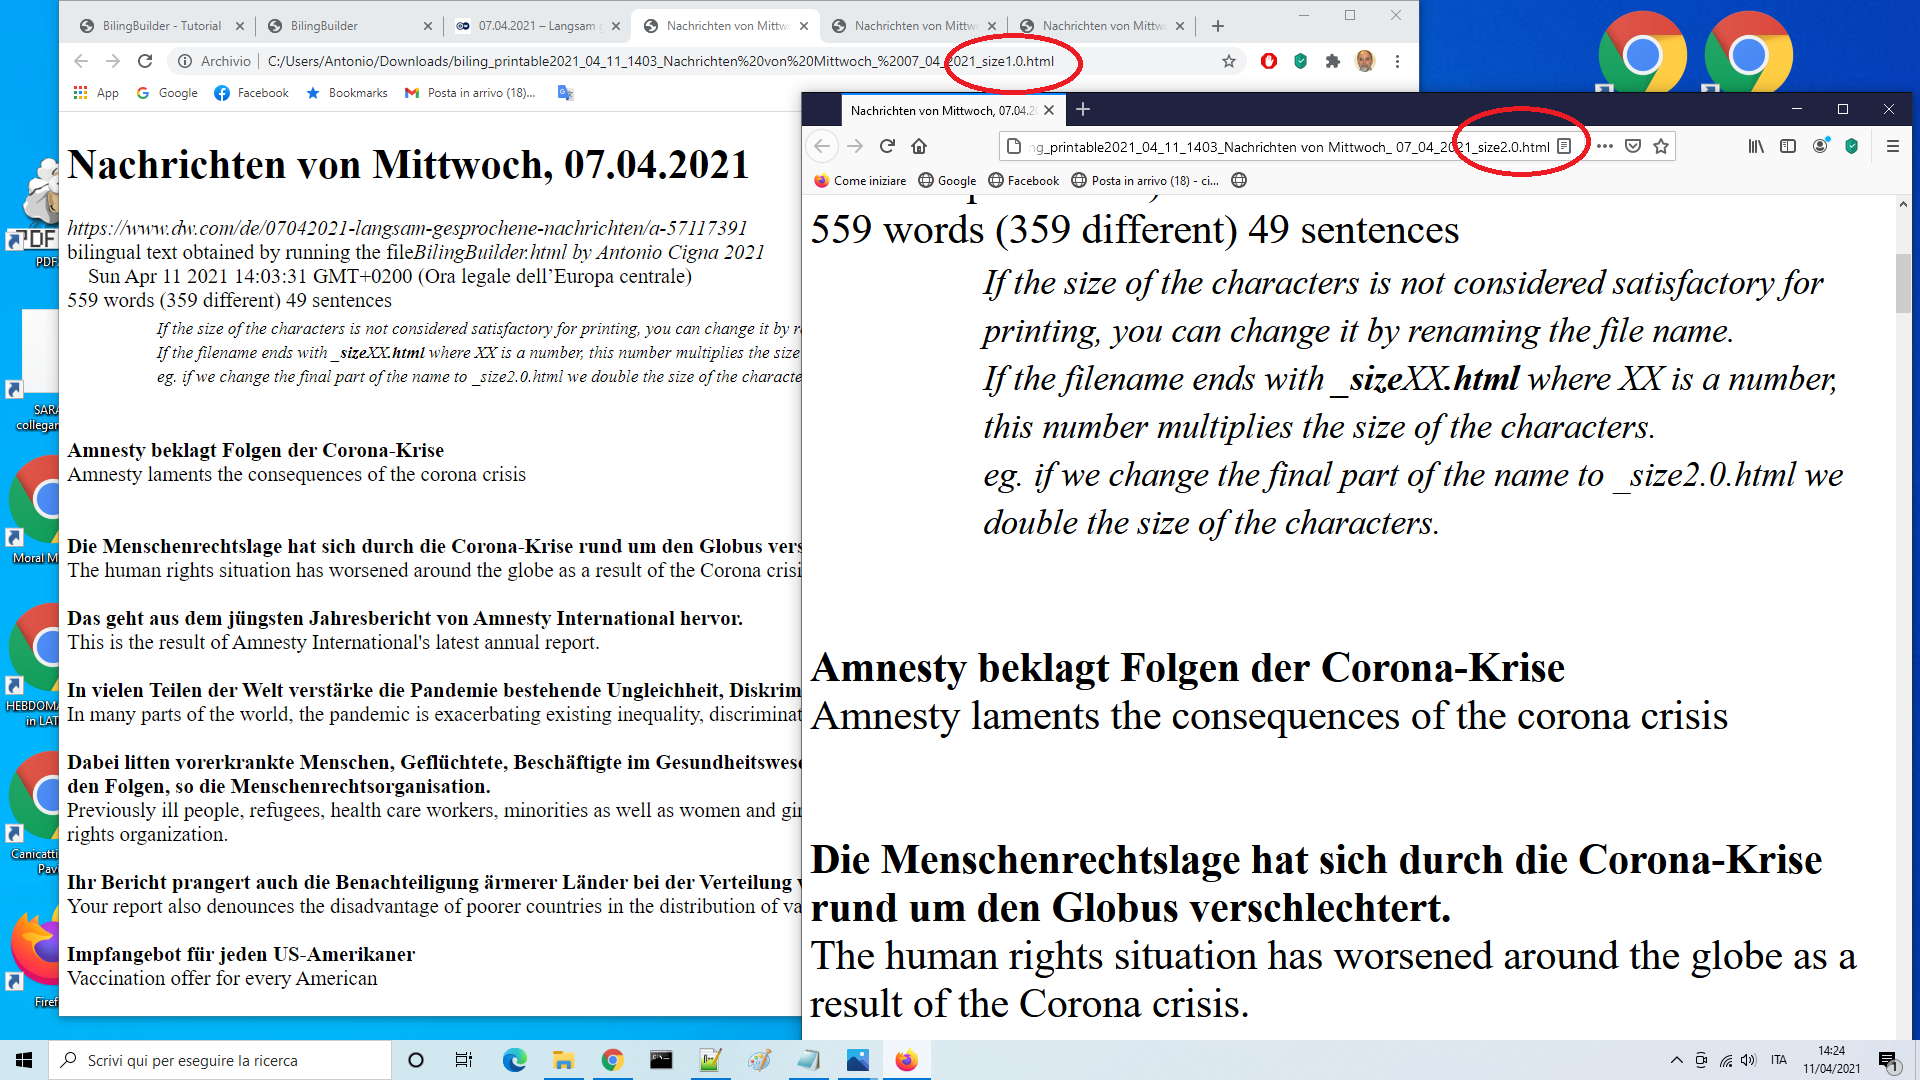 BilingBuilder - Tutorial
BilingBuilder
07.04.2021 – Langsam
Nachrichten von Mittwo
Nachrichten von Mittwo
Nachrichten von Mittwo
Archivio
C:/Users/Antonio/Downloads/biling_printable2021_04_11_1403_Nachrichten%20von%20Mittwoch_%2007_04_2021_size1.0.html
App
Google
Facebook
Bookmarks
Posta in arrivo (18)...
Nachrichten von Mittwoch, 07.04.2021
https://www.dw.com/de/07042021-langsam-gesprochene-nachrichten/a-57117391
bilingual text obtained by running the fileBilingBuilder.html by Antonio Cigna 2021
Sun Apr 11 2021 14:03:31 GMT+0200 (Ora legale dell’Europa centrale)
559 words (359 different) 49 sentences
If the size of the characters is not considered satisfactory for printing, you can change it by r
If the filename ends with _sizeXX.html where XX is a number, this number multiplies the size
eg. if we change the final part of the name to _size2.0.html we double the size of the characte
Amnesty beklagt Folgen der Corona-Krise
Amnesty laments the consequences of the corona crisis
Die Menschenrechtslage hat sich durch die Corona-Krise rund um den Globus vers
The human rights situation has worsened around the globe as a result of the Corona crisi
Das geht aus dem jüngsten Jahresbericht von Amnesty International hervor.
This is the result of Amnesty International's latest annual report.
In vielen Teilen der Welt verstärke die Pandemie bestehende Ungleichheit, Diskrim
In many parts of the world, the pandemic is exacerbating existing inequality, discriminat
Dabei litten vorerkrankte Menschen, Geflüchtete, Beschäftigte im Gesundheitswese
den Folgen, so die Menschenrechtsorganisation.
Previously ill people, refugees, health care workers, minorities as well as women and gir
rights organization.
Ihr Bericht prangert auch die Benachteiligung ärmerer Länder bei der Verteilung v
Your report also denounces the disadvantage of poorer countries in the distribution of va
Impfangebot für jeden US-Amerikaner
Vaccination offer for every American
Nachrichten von Mittwoch, 07.04.2
ng_printable2021_04_11_1403_Nachrichten von Mittwoch_ 07_04_2021_size2.0.html
Come iniziare
Google
Facebook
Posta in arrivo (18) - ci...
559 words (359 different) 49 sentences
If the size of the characters is not considered satisfactory for
printing, you can change it by renaming the file name.
If the filename ends with _sizeXX.html where XX is a number,
this number multiplies the size of the characters.
eg. if we change the final part of the name to _size2.0.html we
double the size of the characters.
Amnesty beklagt Folgen der Corona-Krise
Amnesty laments the consequences of the corona crisis
Die Menschenrechtslage hat sich durch die Corona-Krise
rund um den Globus verschlechtert.
The human rights situation has worsened around the globe as a
result of the Corona crisis.
PDF
SARA
collegar
Moral M
HEBDOMA
in LAT
Canicatti
Pavi
Firef
Scrivi qui per eseguire la ricerca
ITA
14:24
11/04/2021
1